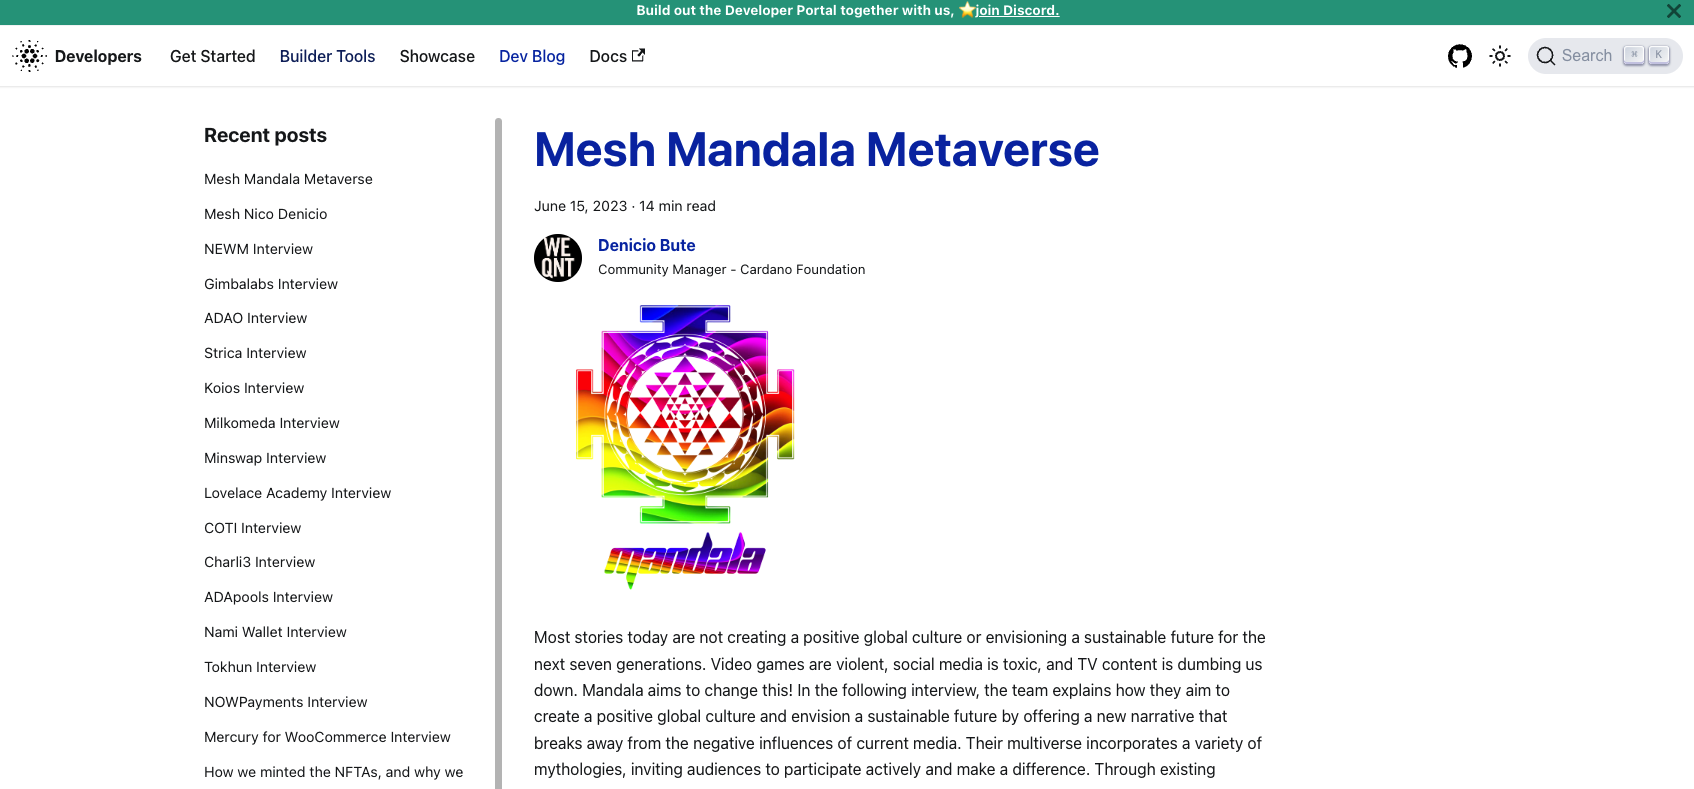 Build out the Developer Portal together with us, ⭐join Discord.
Developers Get Started Builder Tools Showcase Dev Blog Docs Search ⌘ K
Recent posts
Mesh Mandala Metaverse
Mesh Nico Denicio
NEWM Interview
Gimbalabs Interview
ADAO Interview
Strica Interview
Koios Interview
Milkomeda Interview
Minswap Interview
Lovelace Academy Interview
COTI Interview
Charli3 Interview
ADApools Interview
Nami Wallet Interview
Tokhun Interview
NOWPayments Interview
Mercury for WooCommerce Interview
How we minted the NFTAs, and why we
Mesh Mandala Metaverse
June 15, 2023 · 14 min read
WE
QNT
Denicio Bute
Community Manager - Cardano Foundation
mandala
Most stories today are not creating a positive global culture or envisioning a sustainable future for the
next seven generations. Video games are violent, social media is toxic, and TV content is dumbing us
down. Mandala aims to change this! In the following interview, the team explains how they aim to
create a positive global culture and envision a sustainable future by offering a new narrative that
breaks away from the negative influences of current media. Their multiverse incorporates a variety of
mythologies, inviting audiences to participate actively and make a difference. Through existing